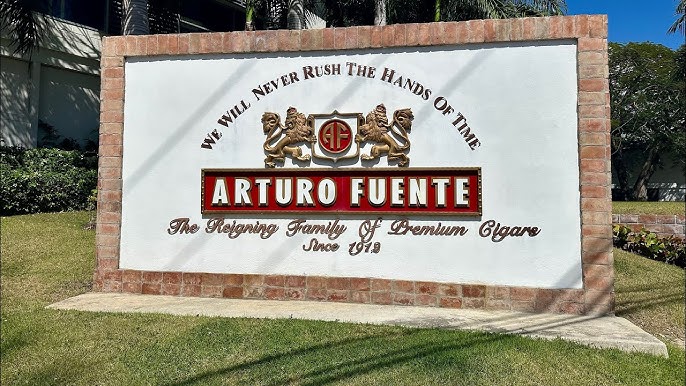 We Will Never Rush The Hands Of Time
AF
ARTURO FUENTE
The Reigning Family Of Premium Cigars
Since 1912